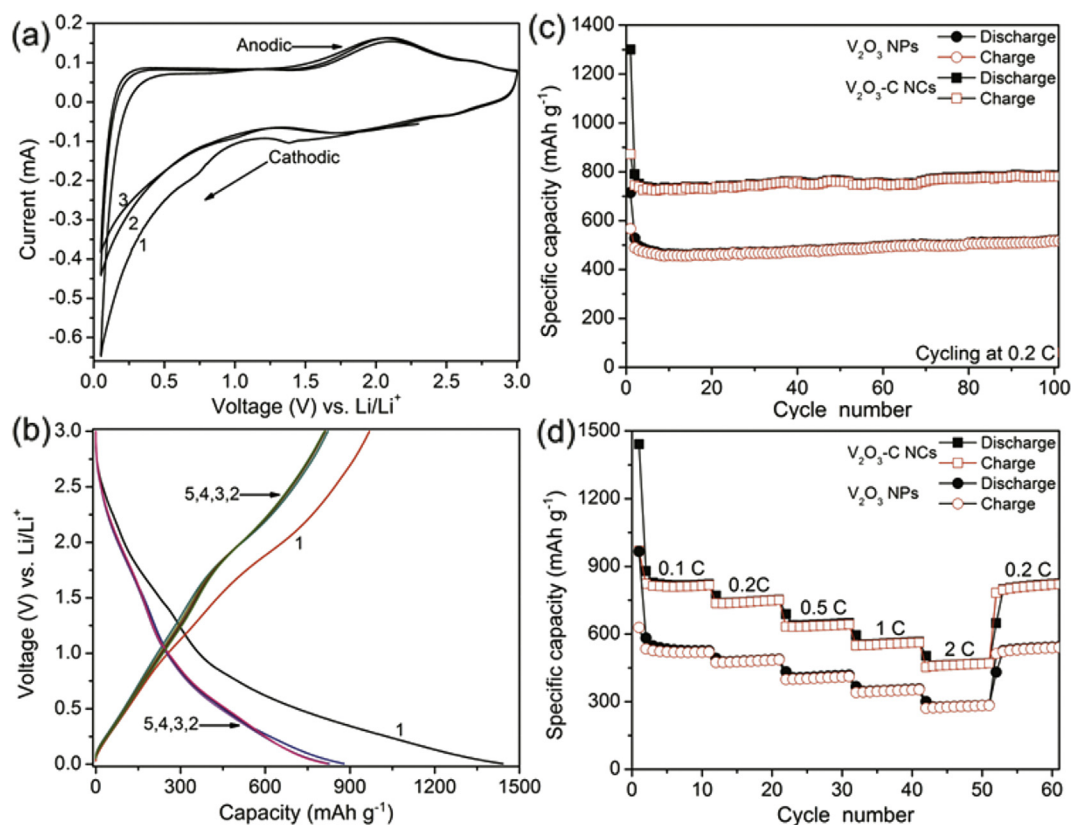 (a)
0.2
0.1
0.0
-0.1
-0.2
-0.3
-0.4
-0.5
-0.6
Current (mA)
Anodic
Cathodic
3
2
1
0.0 0.5 1.0 1.5 2.0 2.5 3.0
Voltage (V) vs. Li/Li⁺
(b)
3.0
2.5
2.0
1.5
1.0
0.5
0.0
Voltage (V) vs. Li/Li⁺
5,4,3,2
1
5,4,3,2
1
0 300 600 900 1200 1500
Capacity (mAh g⁻¹)
(c)
1400
1200
1000
800
600
400
200
0
Specific capacity (mAh g⁻¹)
V₂O₃ NPs
Discharge
Charge
V₂O₃-C NCs
Discharge
Charge
Cycling at 0.2 C
0 20 40 60 80 100
Cycle number
(d)
1500
1200
900
600
300
0
Specific capacity (mAh g⁻¹)
V₂O₃-C NCs
Discharge
Charge
V₂O₃ NPs
Discharge
Charge
0.1 C
0.2C
0.5 C
1 C
2 C
0.2 C
0 10 20 30 40 50 60
Cycle number